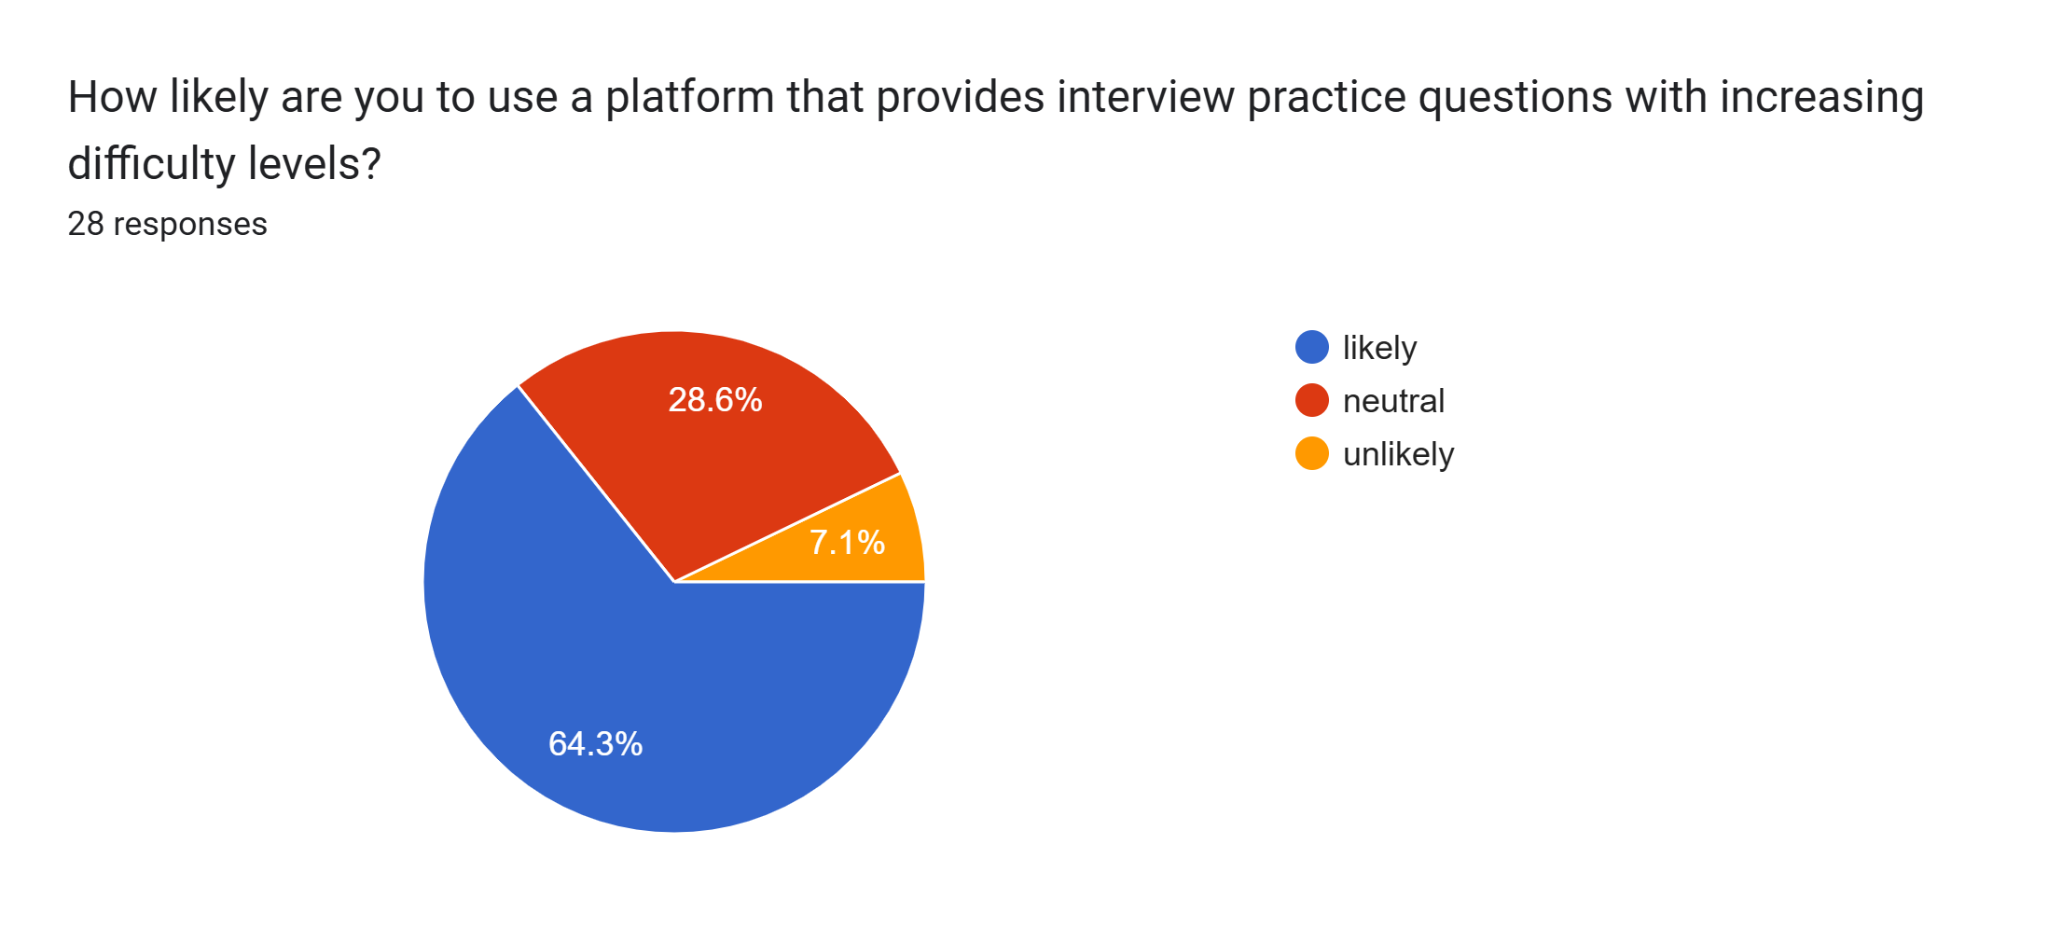 How likely are you to use a platform that provides interview practice questions with increasing
difficulty levels?
28 responses
28.6%
7.1%
64.3%
likely
neutral
unlikely